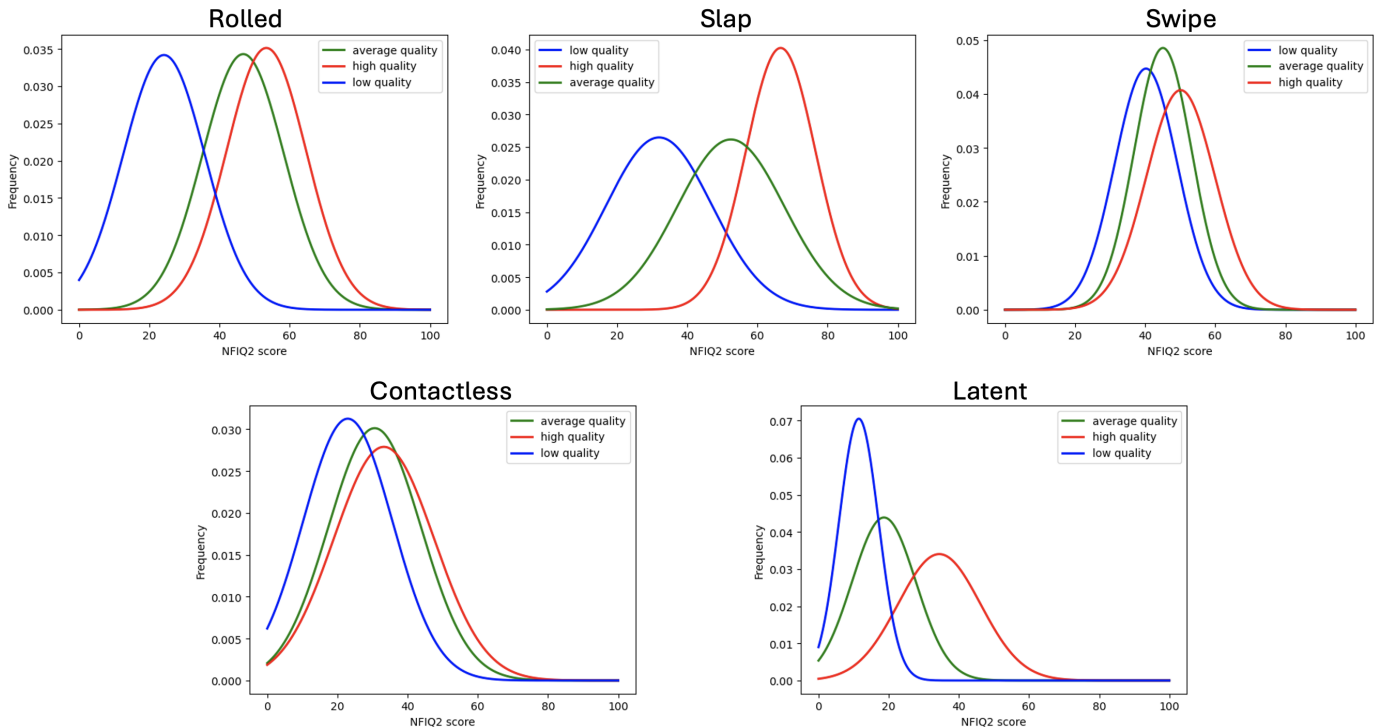 Rolled
0.035
0.030
0.025
0.020
0.015
0.010
0.005
0.000
Frequency
average quality
high quality
low quality
0 20 40 60 80 100
NFIQ2 score
Slap
0.040
0.035
0.030
0.025
0.020
0.015
0.010
0.005
0.000
Frequency
low quality
high quality
average quality
0 20 40 60 80 100
NFIQ2 score
Swipe
0.05
0.04
0.03
0.02
0.01
0.00
Frequency
low quality
average quality
high quality
0 20 40 60 80 100
NFIQ2 score
Contactless
0.030
0.025
0.020
0.015
0.010
0.005
0.000
Frequency
average quality
high quality
low quality
0 20 40 60 80 100
NFIQ2 score
Latent
0.07
0.06
0.05
0.04
0.03
0.02
0.01
0.00
Frequency
average quality
high quality
low quality
0 20 40 60 80 100
NFIQ2 score